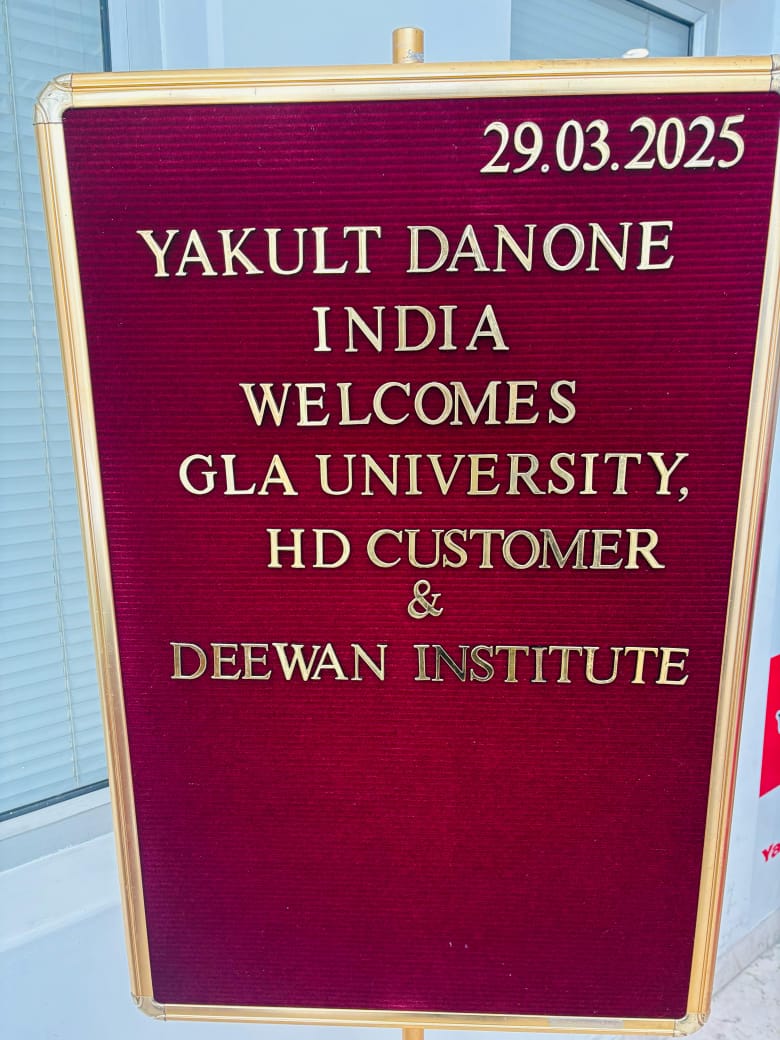 29.03.2025
YAKULT DANONE
INDIA
WELCOMES
GLA UNIVERSITY,
HD CUSTOMER
&
DEEWAN INSTITUTE